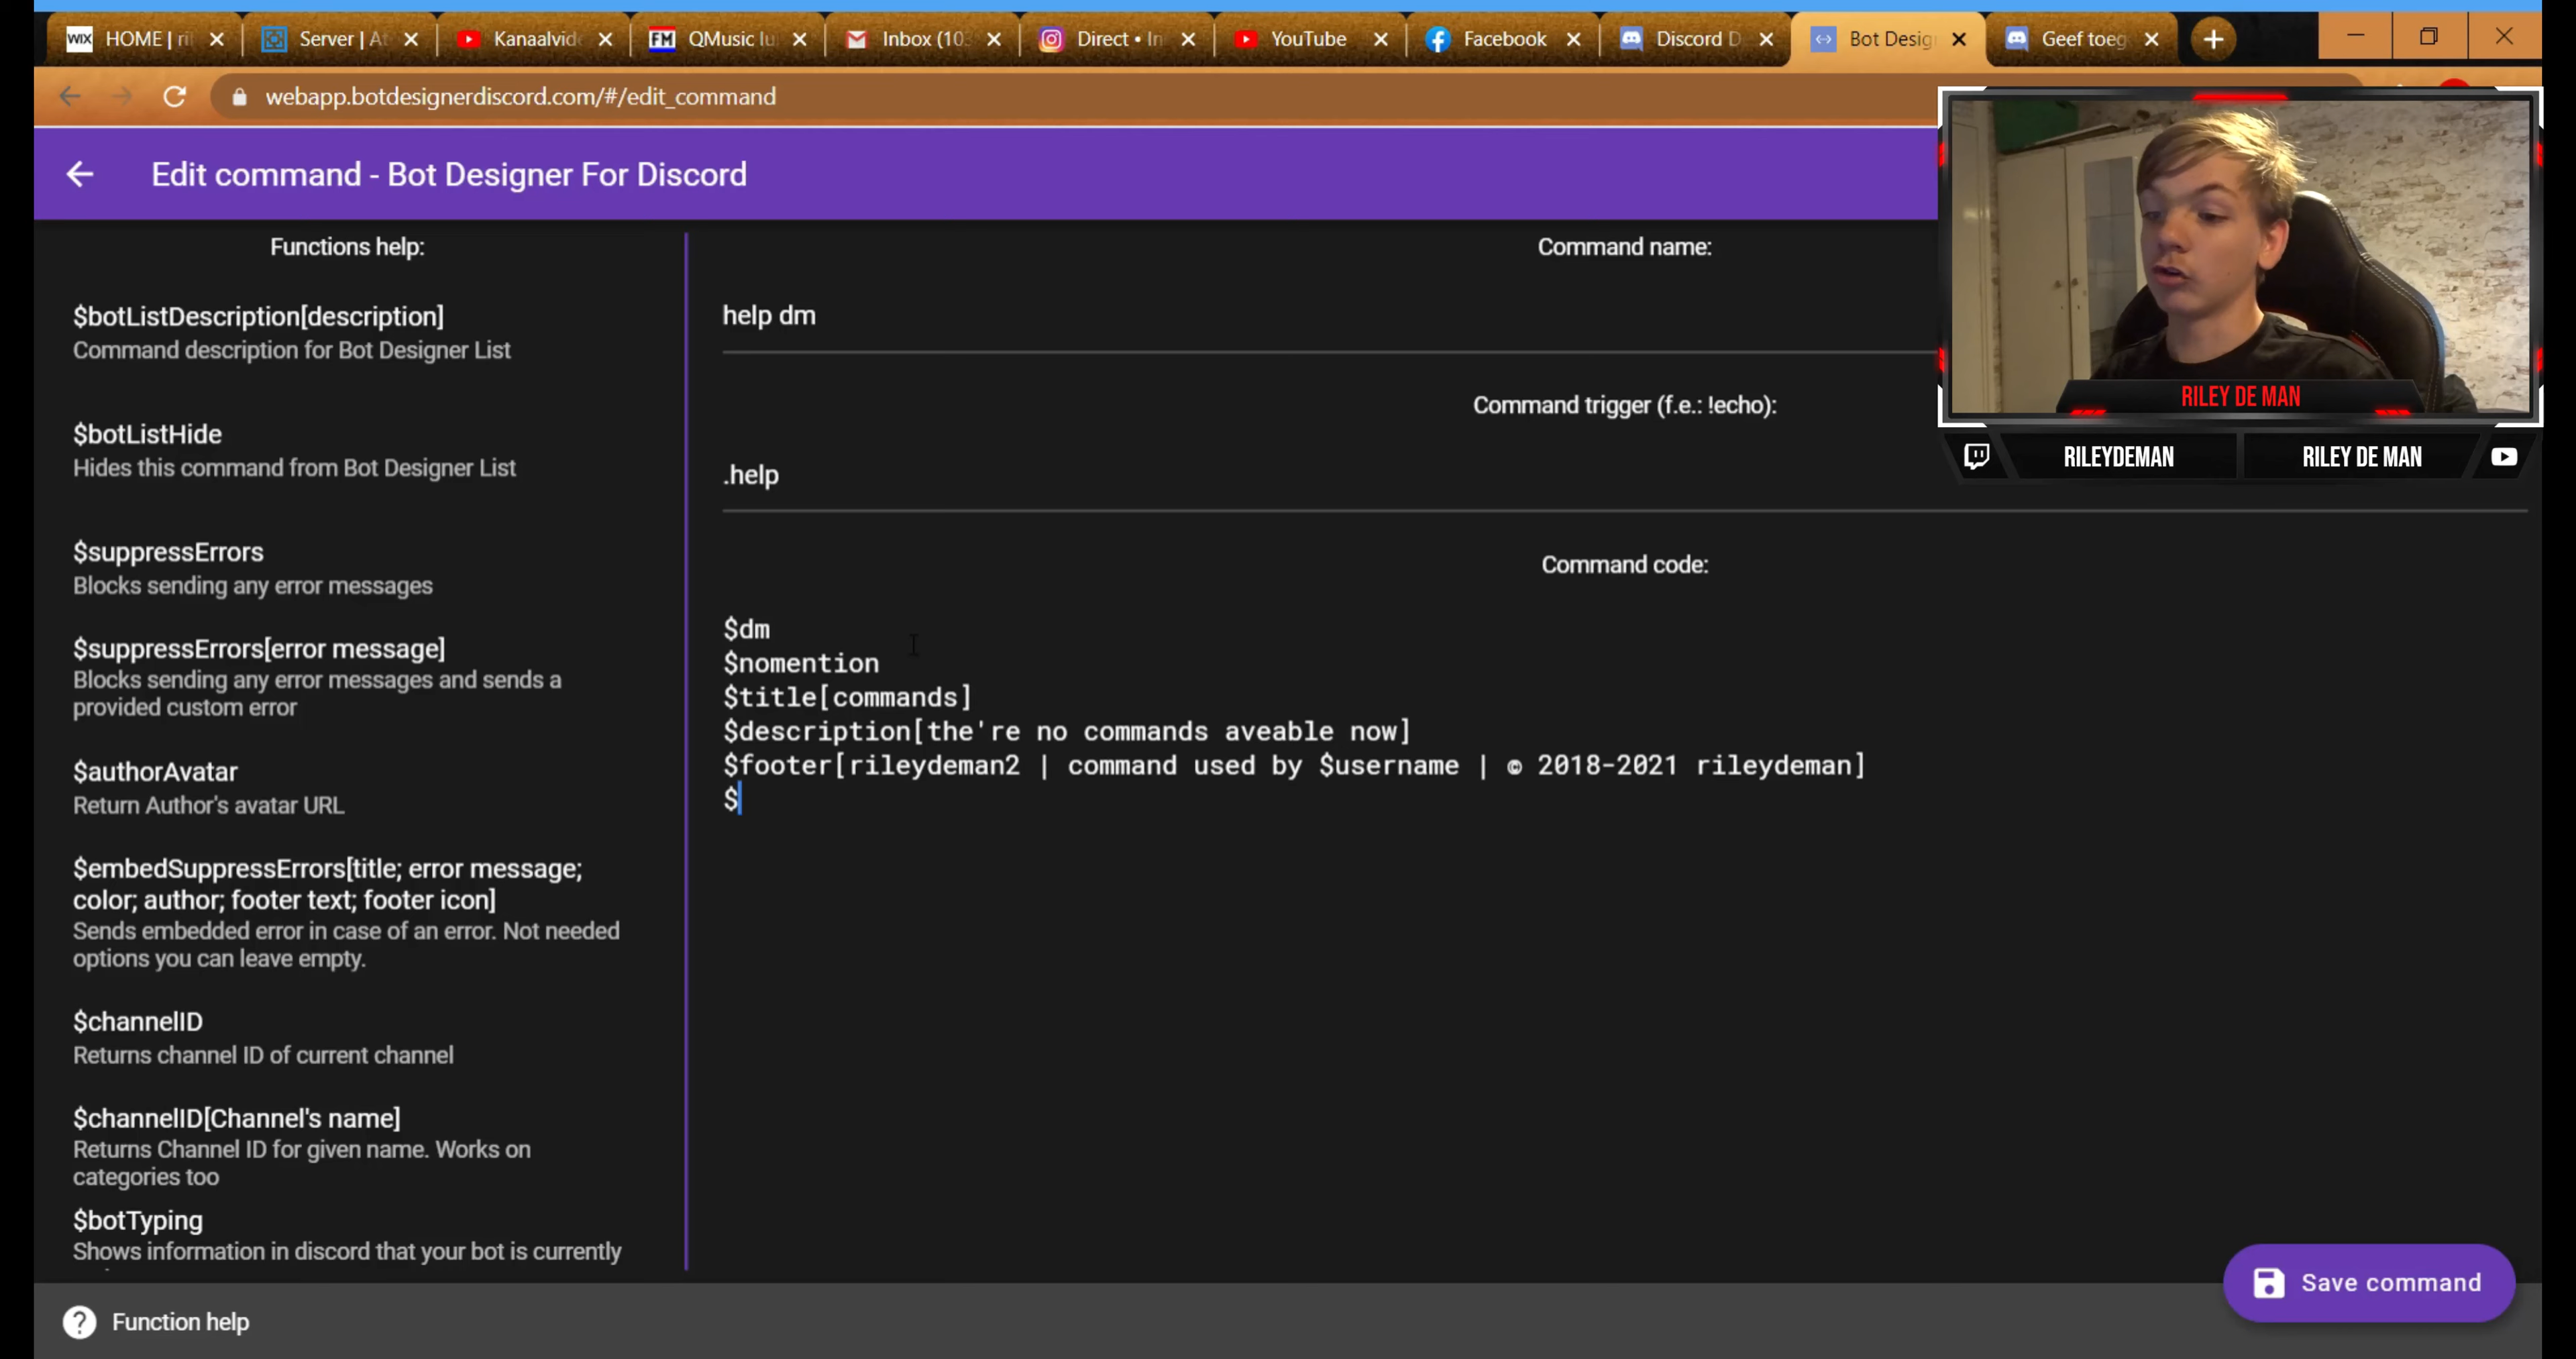 HOME | ri
Server | At
Kanaalvid
QMusic lu
Inbox (10
Direct • In
YouTube
Facebook
Discord D
Bot Desig
Geef toeg
webapp.botdesignerdiscord.com/#/edit_command
Edit command - Bot Designer For Discord
Functions help:
$botListDescription[description]
Command description for Bot Designer List
$botListHide
Hides this command from Bot Designer List
$suppressErrors
Blocks sending any error messages
$suppressErrors[error message]
Blocks sending any error messages and sends a
provided custom error
$authorAvatar
Return Author's avatar URL
$embedSuppressErrors[title; error message;
color; author; footer text; footer icon]
Sends embedded error in case of an error. Not needed
options you can leave empty.
$channelID
Returns channel ID of current channel
$channelID[Channel's name]
Returns Channel ID for given name. Works on
categories too
$botTyping
Shows information in discord that your bot is currently
Command name:
help dm
Command trigger (f.e.: !echo):
.help
Command code:
$dm
$nomention
$title[commands]
$description[the're no commands aveable now]
$footer[rileydeman2 | command used by $username | © 2018-2021 rileydeman]
$
RILEY DE MAN
RILEYDEMAN
RILEY DE MAN
Function help
Save command